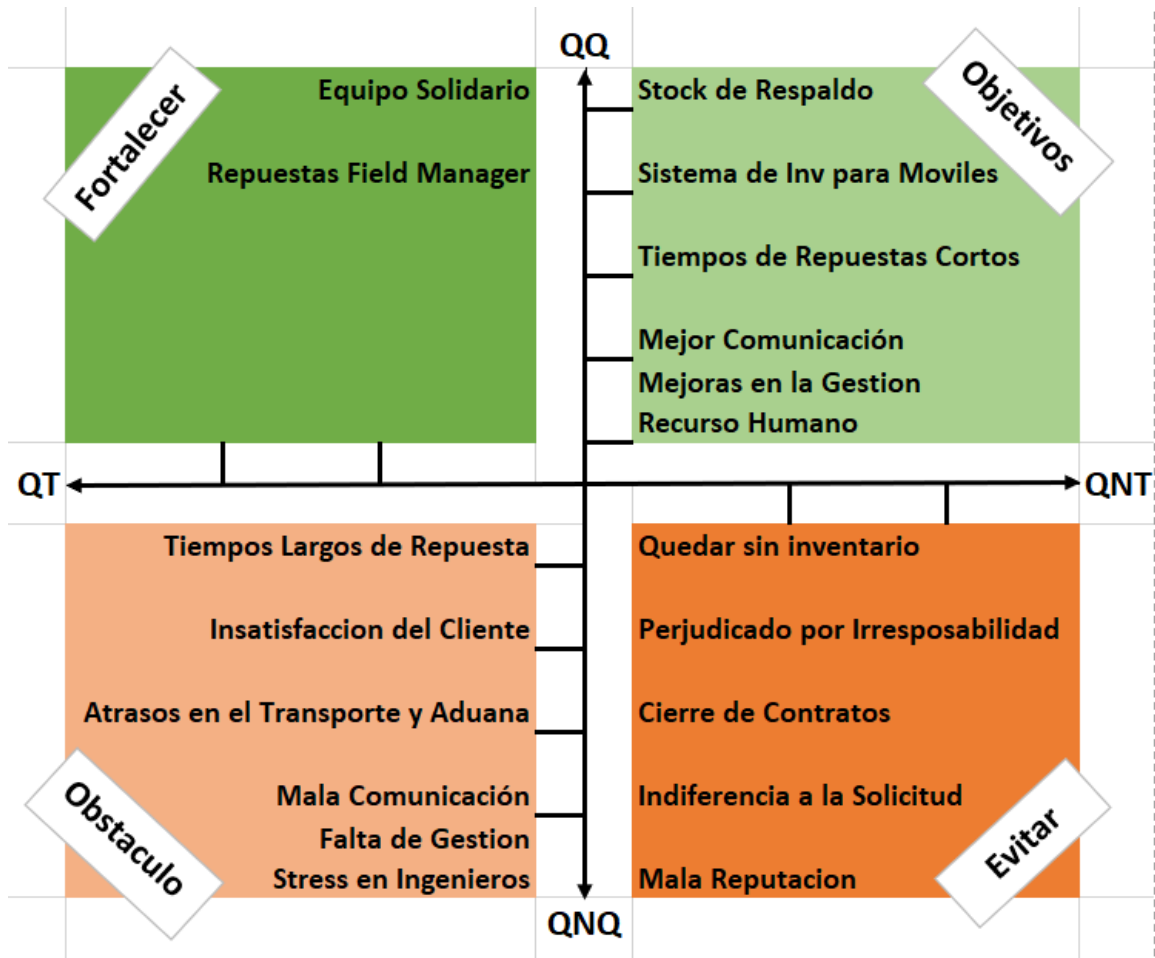 QQ
Fortalecer
Equipo Solidario
Repuestas Field Manager
Objetivos
Stock de Respaldo
Sistema de Inv para Moviles
Tiempos de Repuestas Cortos
Mejor Comunicación
Mejoras en la Gestion
Recurso Humano
QT
QNT
Tiempos Largos de Repuesta
Insatisfaccion del Cliente
Atrasos en el Transporte y Aduana
Mala Comunicación
Falta de Gestion
Stress en Ingenieros
Obstaculo
Quedar sin inventario
Perjudicado por Irresposabilidad
Cierre de Contratos
Indiferencia a la Solicitud
Mala Reputacion
Evitar
QNQ